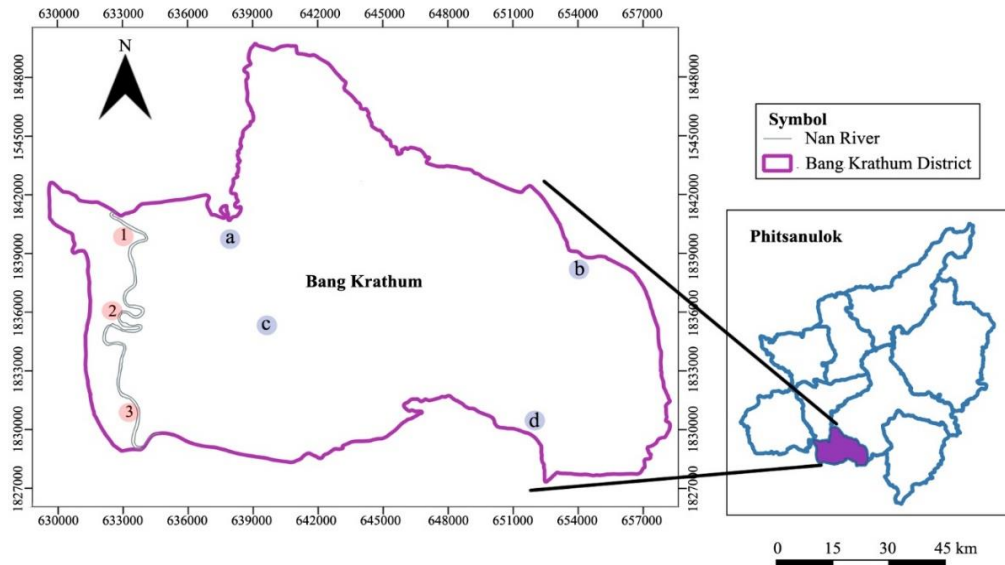 630000 633000 636000 639000 642000 645000 648000 651000 654000 657000
N
1848000
1545000
1842000
1839000
1836000
1833000
1830000
1827000
1
2
3
a
b
c
d
Bang Krathum
1848000
1545000
1842000
1839000
1836000
1833000
1830000
1827000
630000 633000 636000 639000 642000 645000 648000 651000 654000 657000
Symbol
Nan River
Bang Krathum District
Phitsanulok
0 15 30 45 km